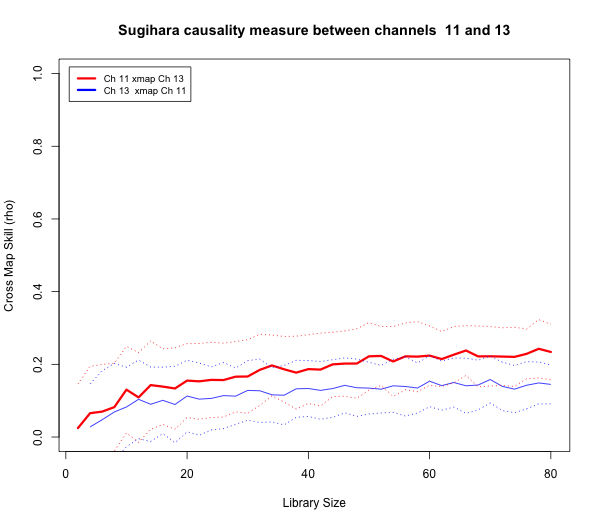 Sugihara causality measure between channels  11 and 13
Ch 11 xmap Ch 13
Ch 13  xmap Ch 11
Cross Map Skill (rho)
1.0
0.8
0.6
0.4
0.2
0.0
0 20 40 60 80
Library Size